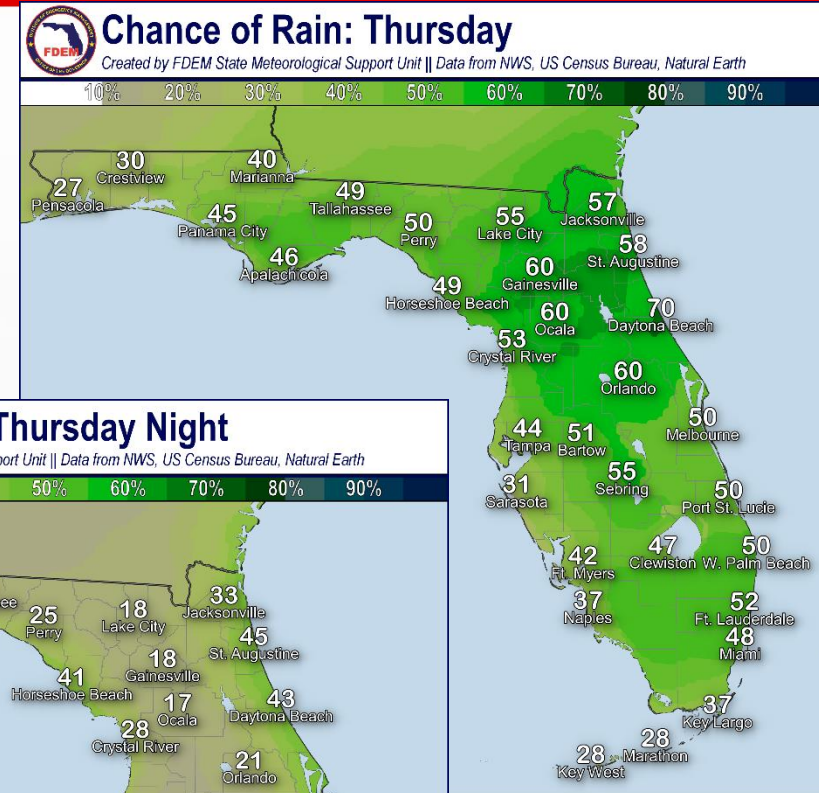 FDEM
Chance of Rain: Thursday
Created by FDEM State Meteorological Support Unit || Data from NWS, US Census Bureau, Natural Earth
10% 20% 30% 40% 50% 60% 70% 80% 90%
27
Pensacola
30
Crestview
40
Marianna
45
Panama City
46
Apalachicola
49
Tallahassee
50
Perry
55
Lake City
57
Jacksonville
58
St. Augustine
60
Gainesville
49
Horseshoe Beach
60
Ocala
70
Daytona Beach
53
Crystal River
60
Orlando
44
Tampa
51
Bartow
50
Melbourne
31
Sarasota
55
Sebring
50
Port St. Lucie
42
Ft. Myers
47
Clewiston
50
W. Palm Beach
37
Naples
52
Ft. Lauderdale
48
Miami
37
Key Largo
28
Marathon
28
Key West
Thursday Night
ort Unit || Data from NWS, US Census Bureau, Natural Earth
50% 60% 70% 80% 90%
ee
25
Perry
18
Lake City
33
Jacksonville
45
St. Augustine
18
Gainesville
41
Horseshoe Beach
17
Ocala
43
Daytona Beach
28
Crystal River
21
Orlando